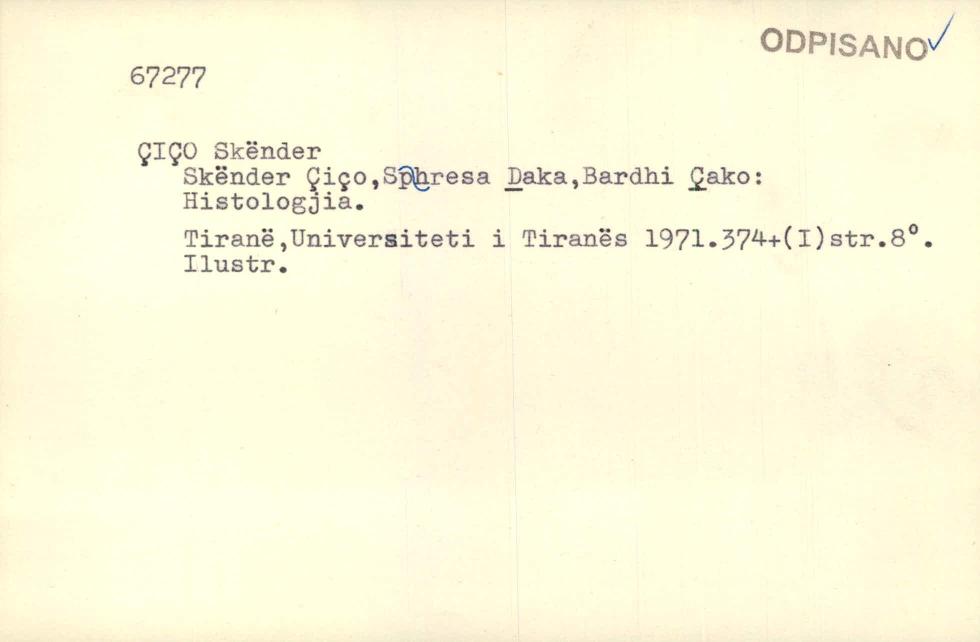 ODPISANO
67277
ÇIÇO Skënder
Skënder Çiço,Sphresa Daka,Bardhi Çako:
Histologjia.
Tiranë,Universiteti i Tiranës 1971.374+(I)str.8°.
Ilustr.